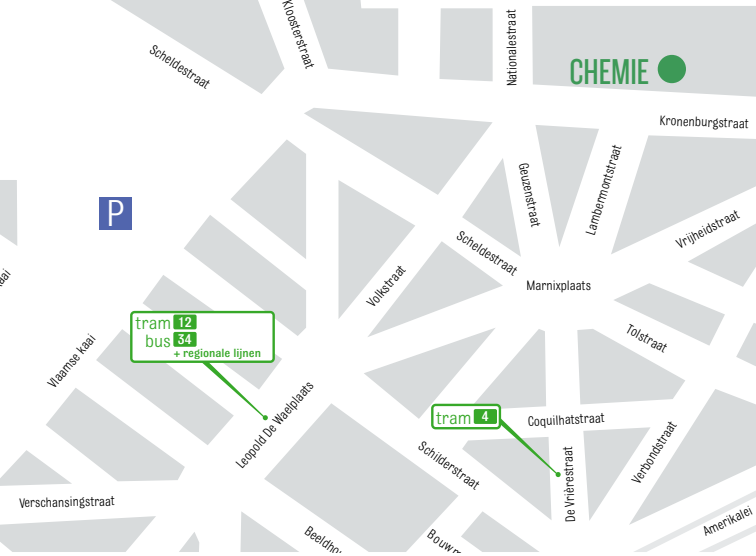 Kloosterstraat
Nationalestraat
Scheldestraat
CHEMIE
Kronenburgstraat
Geuzenstraat
Lambermontstraat
P
Vrijheidstraat
Scheldestraat
Volkstraat
Marnixplaats
tram 12
bus 34
+ regionale lijnen
Vlaamse kaai
Tolstraat
Leopold De Waelplaats
tram 4
Coquilhatstraat
Schilderstraat
De Vrièrestraat
Verbondstraat
Verschansingstraat
Amerikalei